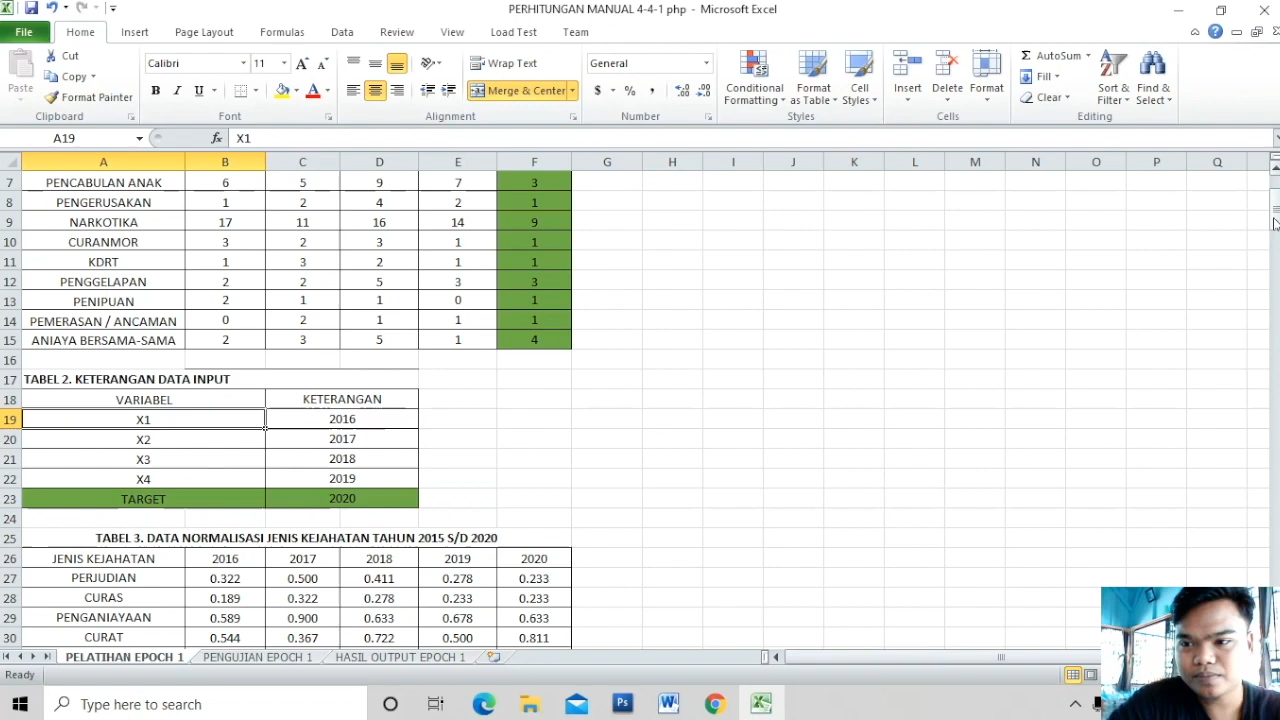 PERHITUNGAN MANUAL 4-4-1 php - Microsoft Excel
File Home Insert Page Layout Formulas Data Review View Load Test Team
Cut
Copy
Format Painter
Paste
Clipboard
Calibri 11
B I U
Font
Wrap Text
Merge & Center
Alignment
General
$ % ,
Number
Conditional Formatting
Format as Table
Cell Styles
Styles
Insert Delete Format
Cells
AutoSum
Fill
Clear
Sort & Filter
Find & Select
Editing
A19 fx X1
A B C D E F G H I J K L M N O P Q
7 PENCABULAN ANAK 6 5 9 7 3
8 PENGERUSAKAN 1 2 4 2 1
9 NARKOTIKA 17 11 16 14 9
10 CURANMOR 3 2 3 1 1
11 KDRT 1 3 2 1 1
12 PENGGELAPAN 2 2 5 3 3
13 PENIPUAN 2 1 1 0 1
14 PEMERASAN / ANCAMAN 0 2 1 1 1
15 ANIAYA BERSAMA-SAMA 2 3 5 1 4
16
17 TABEL 2. KETERANGAN DATA INPUT
18 VARIABEL KETERANGAN
19 X1 2016
20 X2 2017
21 X3 2018
22 X4 2019
23 TARGET 2020
24
25 TABEL 3. DATA NORMALISASI JENIS KEJAHATAN TAHUN 2015 S/D 2020
26 JENIS KEJAHATAN 2016 2017 2018 2019 2020
27 PERJUDIAN 0.322 0.500 0.411 0.278 0.233
28 CURAS 0.189 0.322 0.278 0.233 0.233
29 PENGANIAYAAN 0.589 0.900 0.633 0.678 0.633
30 CURAT 0.544 0.367 0.722 0.500 0.811
PELATIHAN EPOCH 1 PENGUJIAN EPOCH 1 HASIL OUTPUT EPOCH 1
Ready
Type here to search